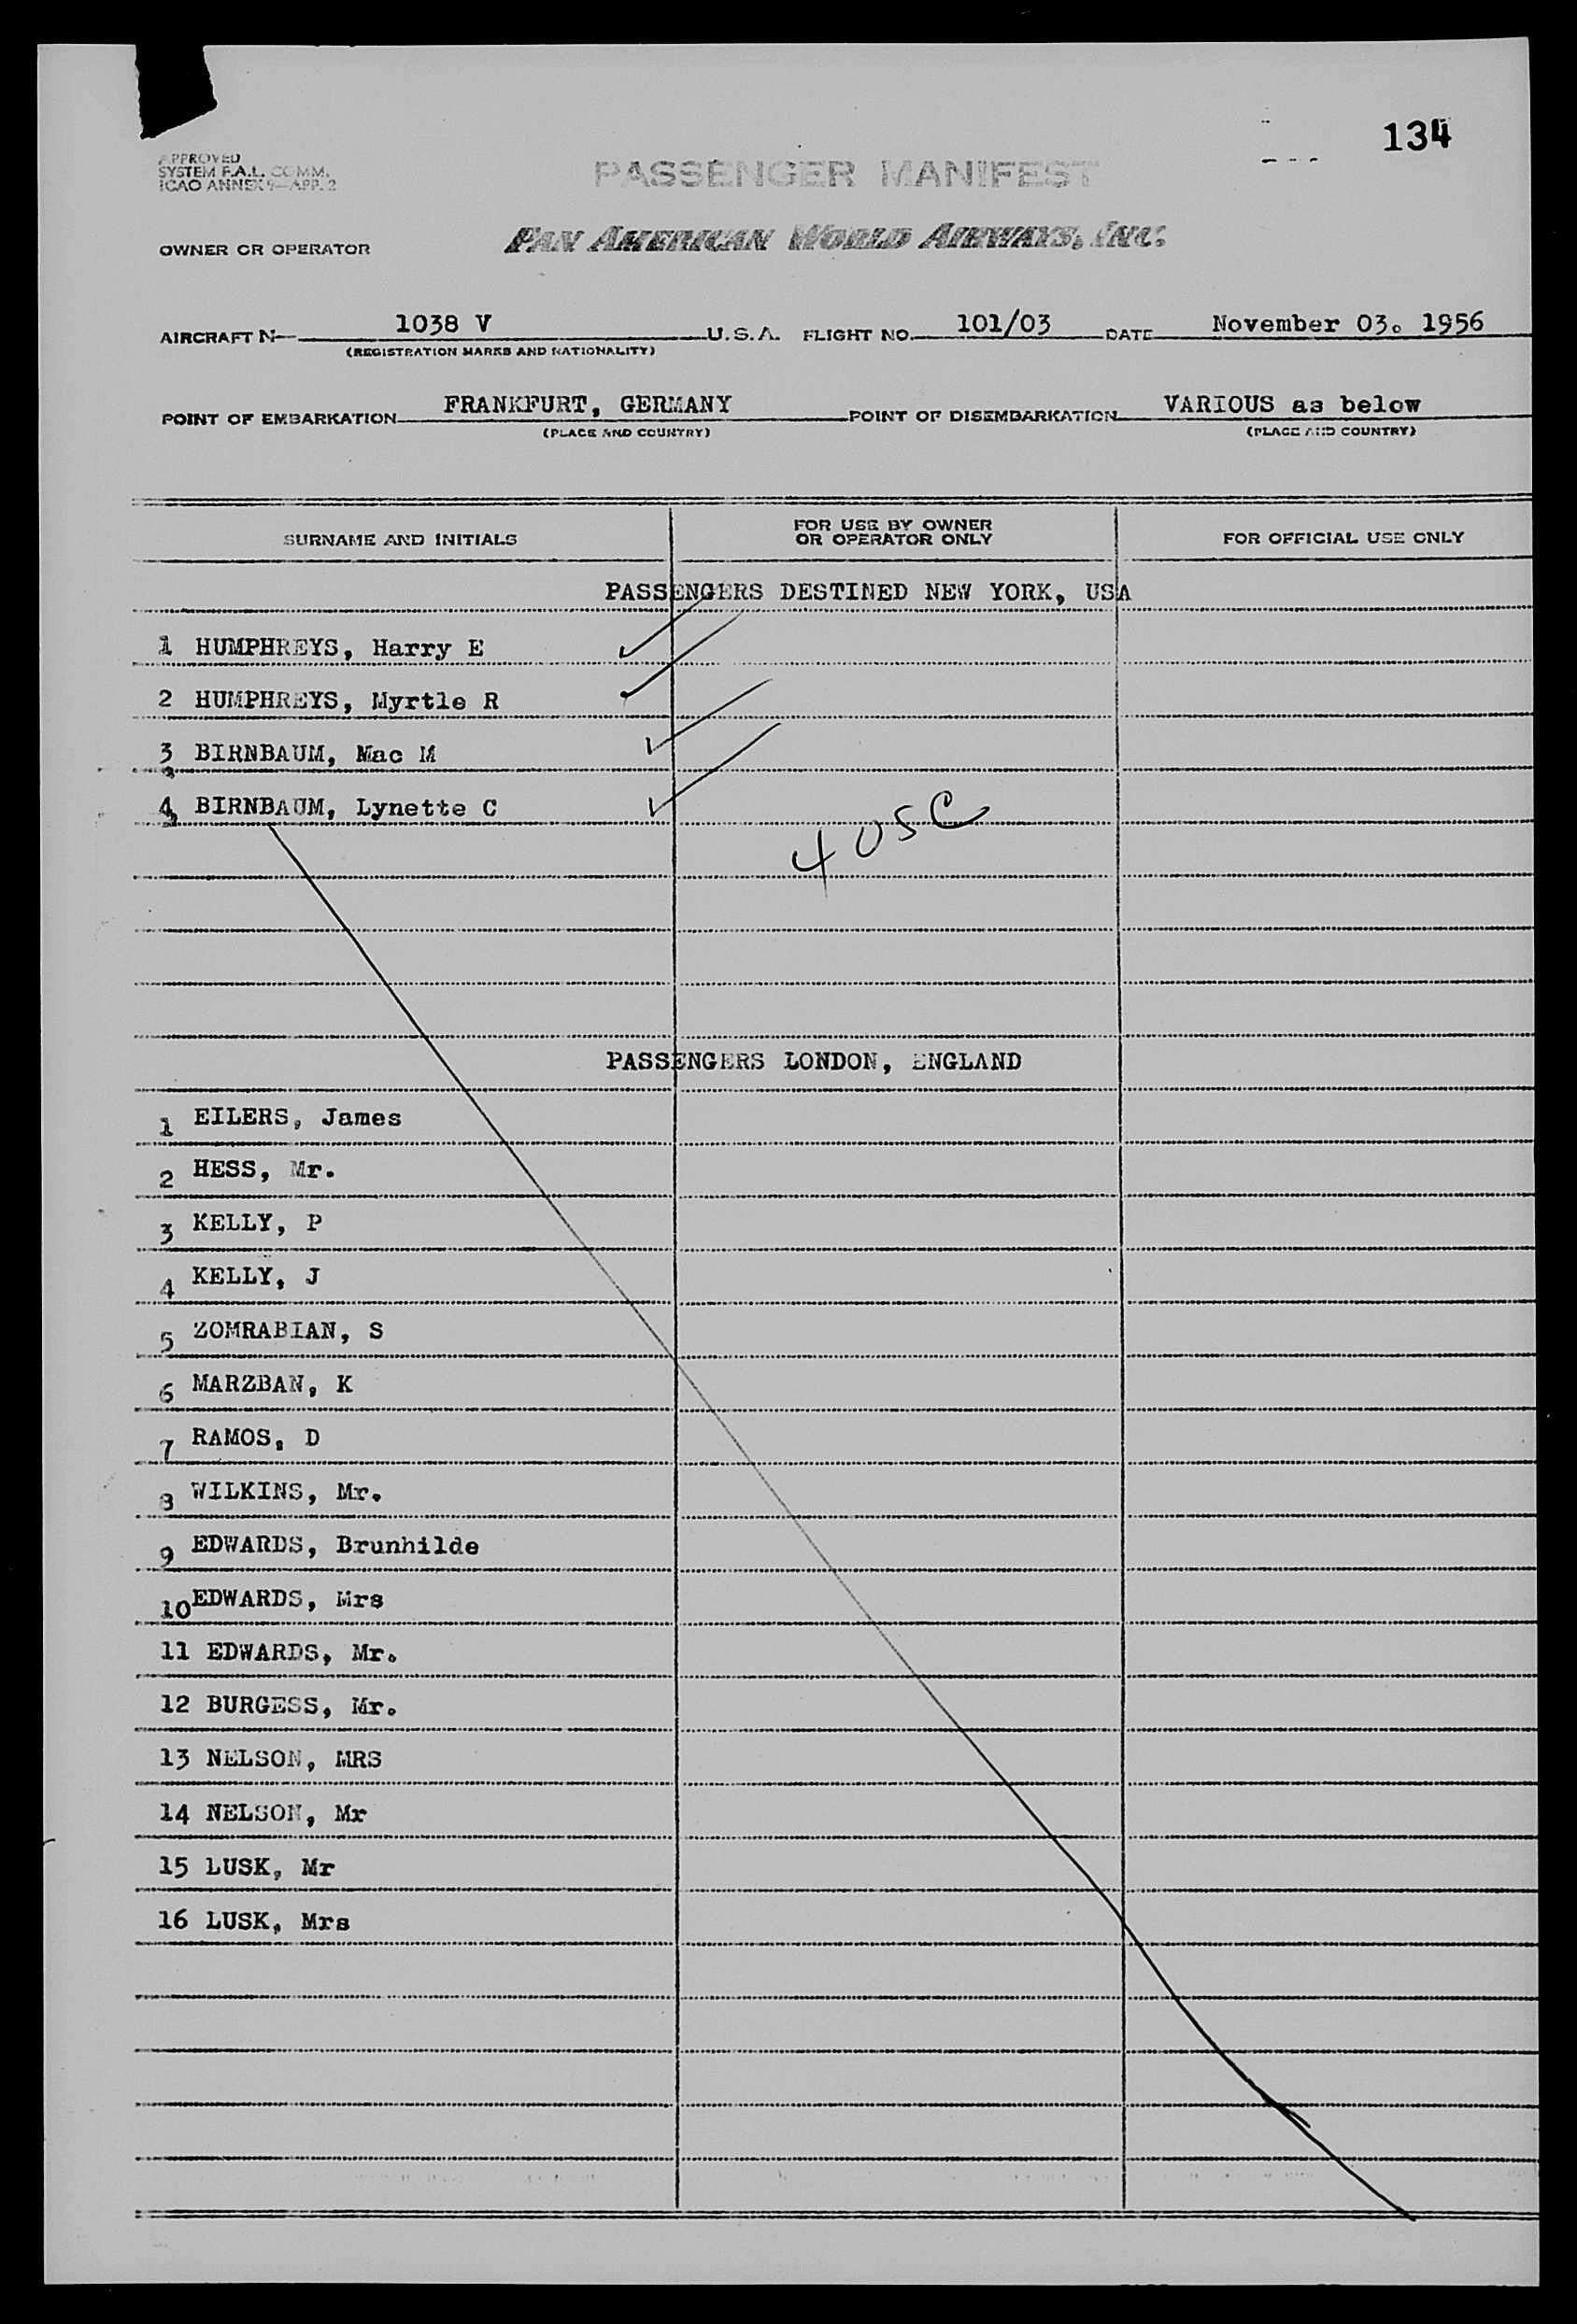 134
APPROVED
SYSTEM F.A.L. COMM.
ICAO ANNEX 9—APP. 2
PASSENGER MANIFEST
OWNER OR OPERATOR PAN AMERICAN WORLD AIRWAYS, INC.
AIRCRAFT N— 1038 V U.S.A. FLIGHT NO. 101/03 DATE November 03. 1956
(REGISTRATION MARKS AND NATIONALITY)
POINT OF EMBARKATION FRANKFURT, GERMANY POINT OF DISEMBARKATION VARIOUS as below
(PLACE AND COUNTRY) (PLACE AND COUNTRY)
SURNAME AND INITIALS FOR USE BY OWNER OR OPERATOR ONLY FOR OFFICIAL USE ONLY
PASSENGERS DESTINED NEW YORK, USA
1 HUMPHREYS, Harry E
2 HUMPHREYS, Myrtle R
3 BIRNBAUM, Mac M
4 BIRNBAUM, Lynette C
4 USC
PASSENGERS LONDON, ENGLAND
1 EILERS, James
2 HESS, Mr.
3 KELLY, P
4 KELLY, J
5 ZOMRABIAN, S
6 MARZBAN, K
7 RAMOS, D
8 WILKINS, Mr.
9 EDWARDS, Brunhilde
10 EDWARDS, Mrs
11 EDWARDS, Mr.
12 BURGESS, Mr.
13 NELSON, MRS
14 NELSON, Mr
15 LUSK, Mr
16 LUSK, Mrs